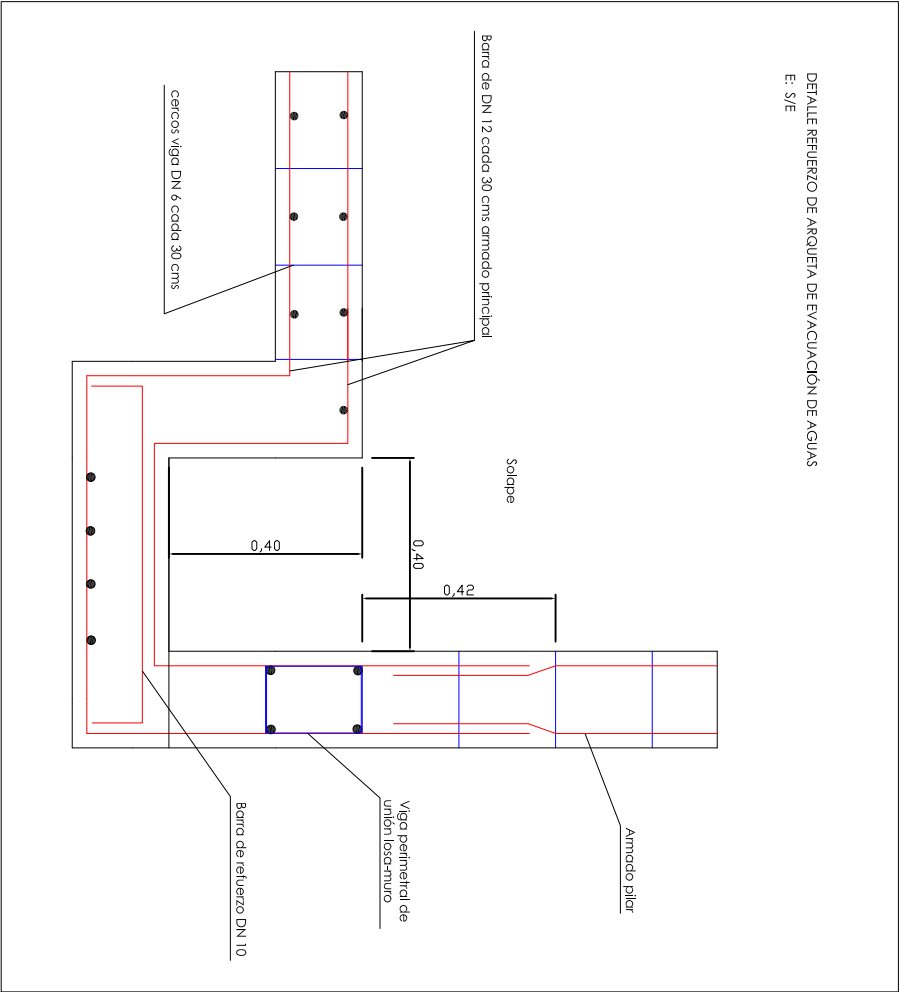 DETALLE REFUERZO DE ARQUETA DE EVACUACIÓN DE AGUAS
E: S/E
Barra de DN 12 cada 30 cms armado principal
cercos viga DN 6 cada 30 cms
Solape
0,40
0,40
0,42
Armado pilar
Viga perimetral de
unión losa-muro
Barra de refuerzo DN 10